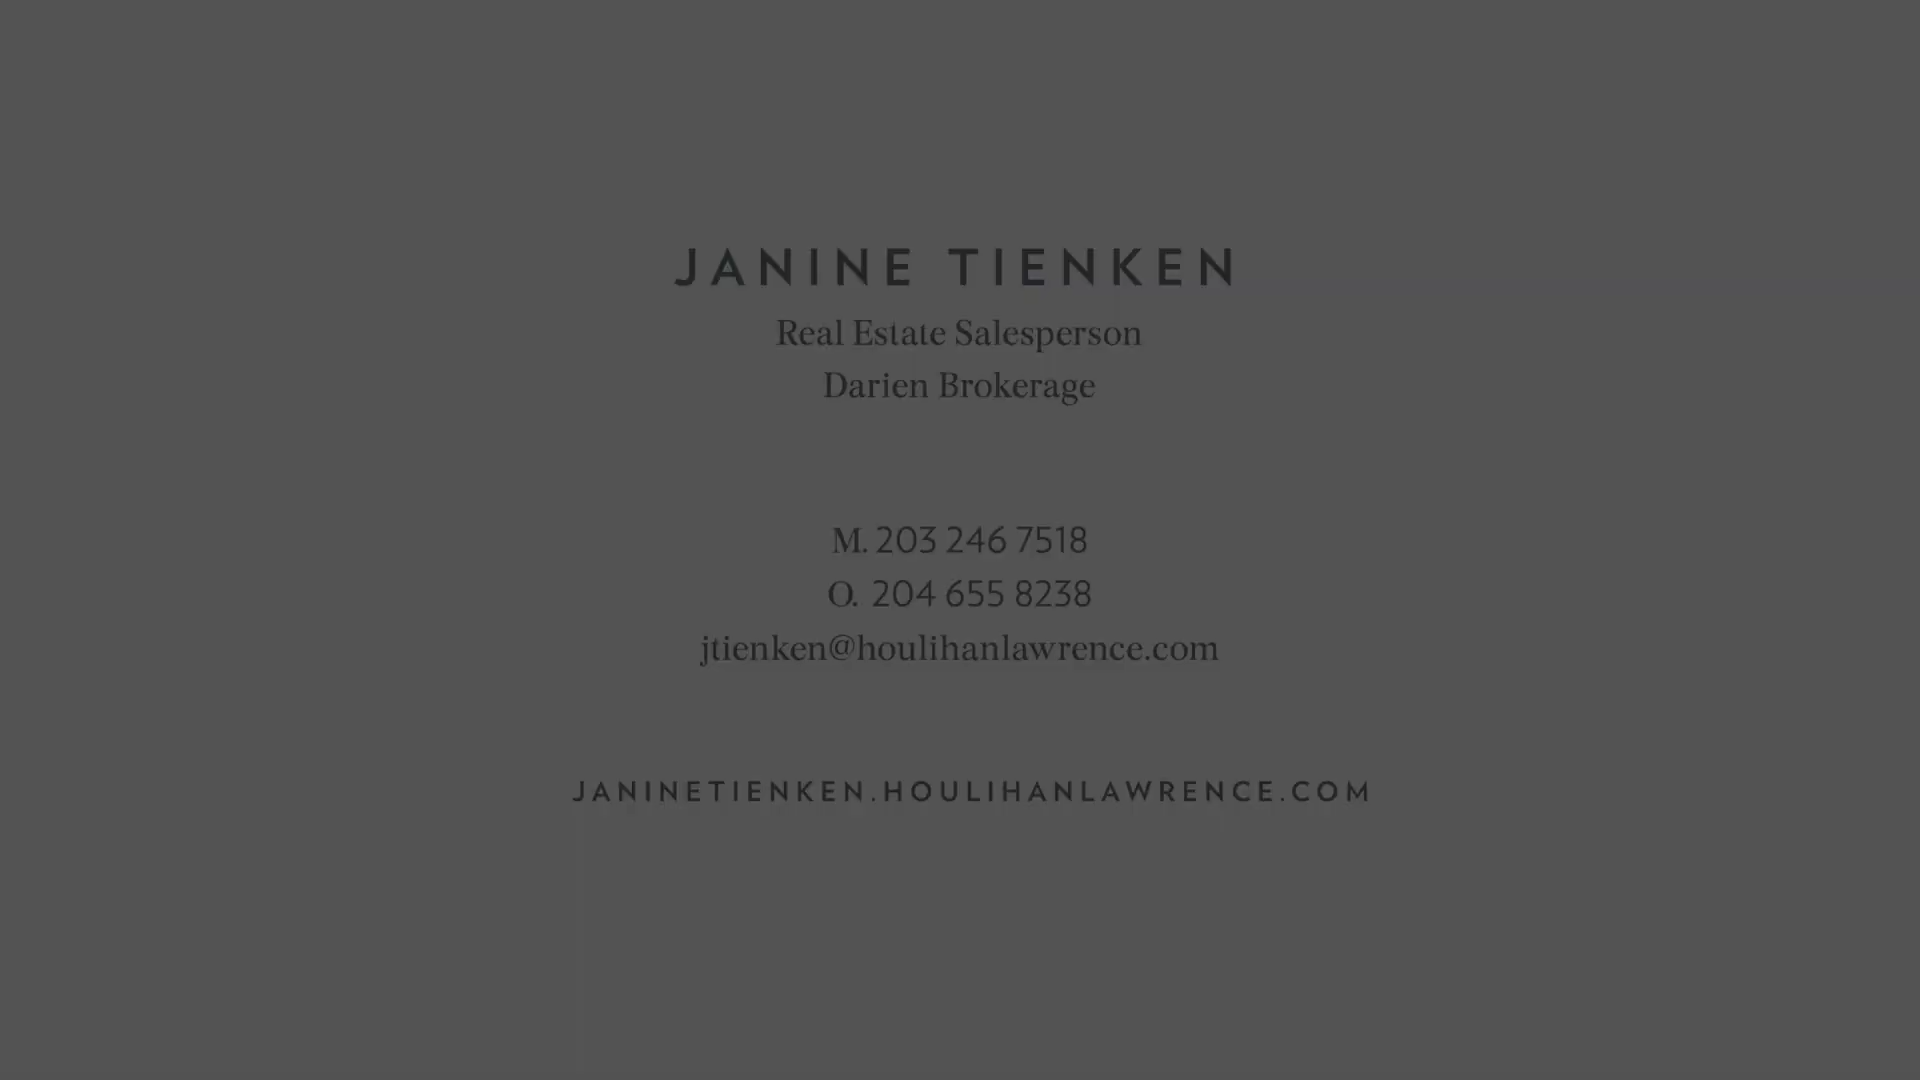 JANINE TIENKEN
Real Estate Salesperson
Darien Brokerage
M. 203 246 7518
O. 204 655 8238
jtienken@houlihanlawrence.com
JANINETIENKEN.HOULIHANLAWRENCE.COM